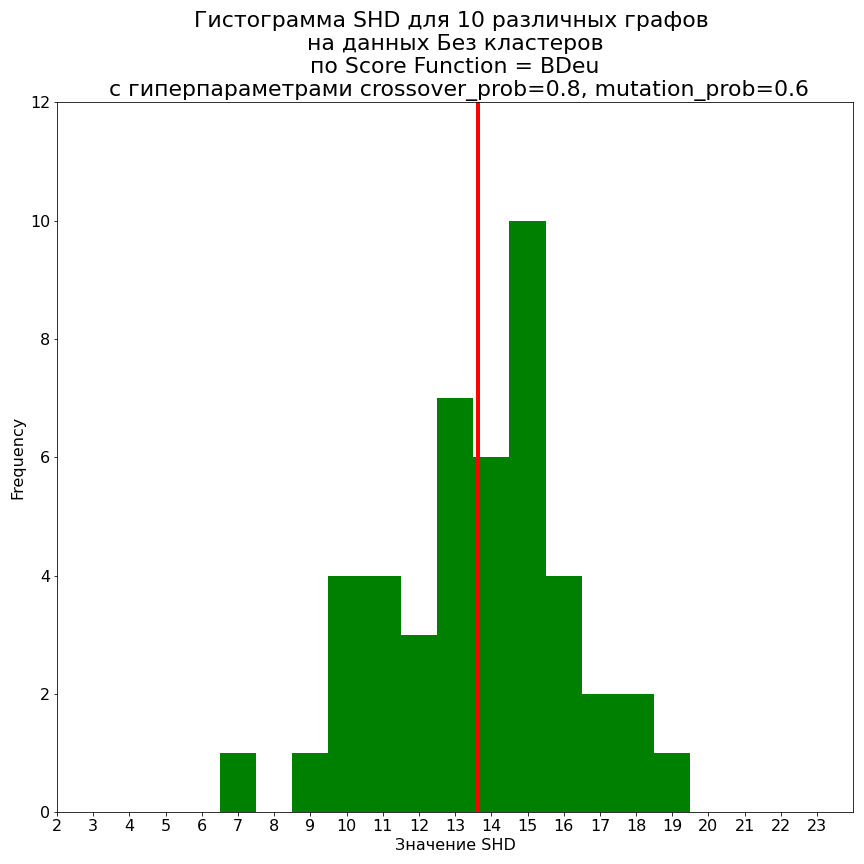 Гистограмма SHD для 10 различных графов
на данных Без кластеров
по Score Function = BDeu
с гиперпараметрами crossover_prob=0.8, mutation_prob=0.6
12
10
8
6
4
2
0
Frequency
2 3 4 5 6 7 8 9 10 11 12 13 14 15 16 17 18 19 20 21 22 23
Значение SHD